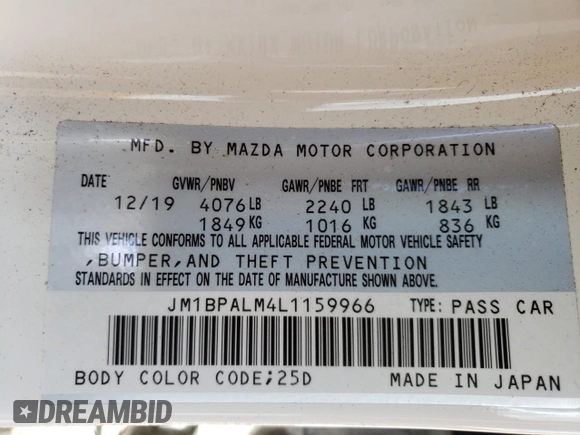 MFD. BY MAZDA MOTOR CORPORATION
DATE GVWR/PNBV GAWR/PNBE FRT GAWR/PNBE RR
12/19 4076 LB 2240 LB 1843 LB
1849 KG 1016 KG 836 KG
THIS VEHICLE CONFORMS TO ALL APPLICABLE FEDERAL MOTOR VEHICLE SAFETY
,BUMPER,AND THEFT PREVENTION
STANDARDS IN EFFECT ON THE DATE OF MANUFACTURE SHOWN ABOVE.
JM1BPALM4L1159966 TYPE: PASS CAR
BODY COLOR CODE;25D MADE IN JAPAN
DREAMBID